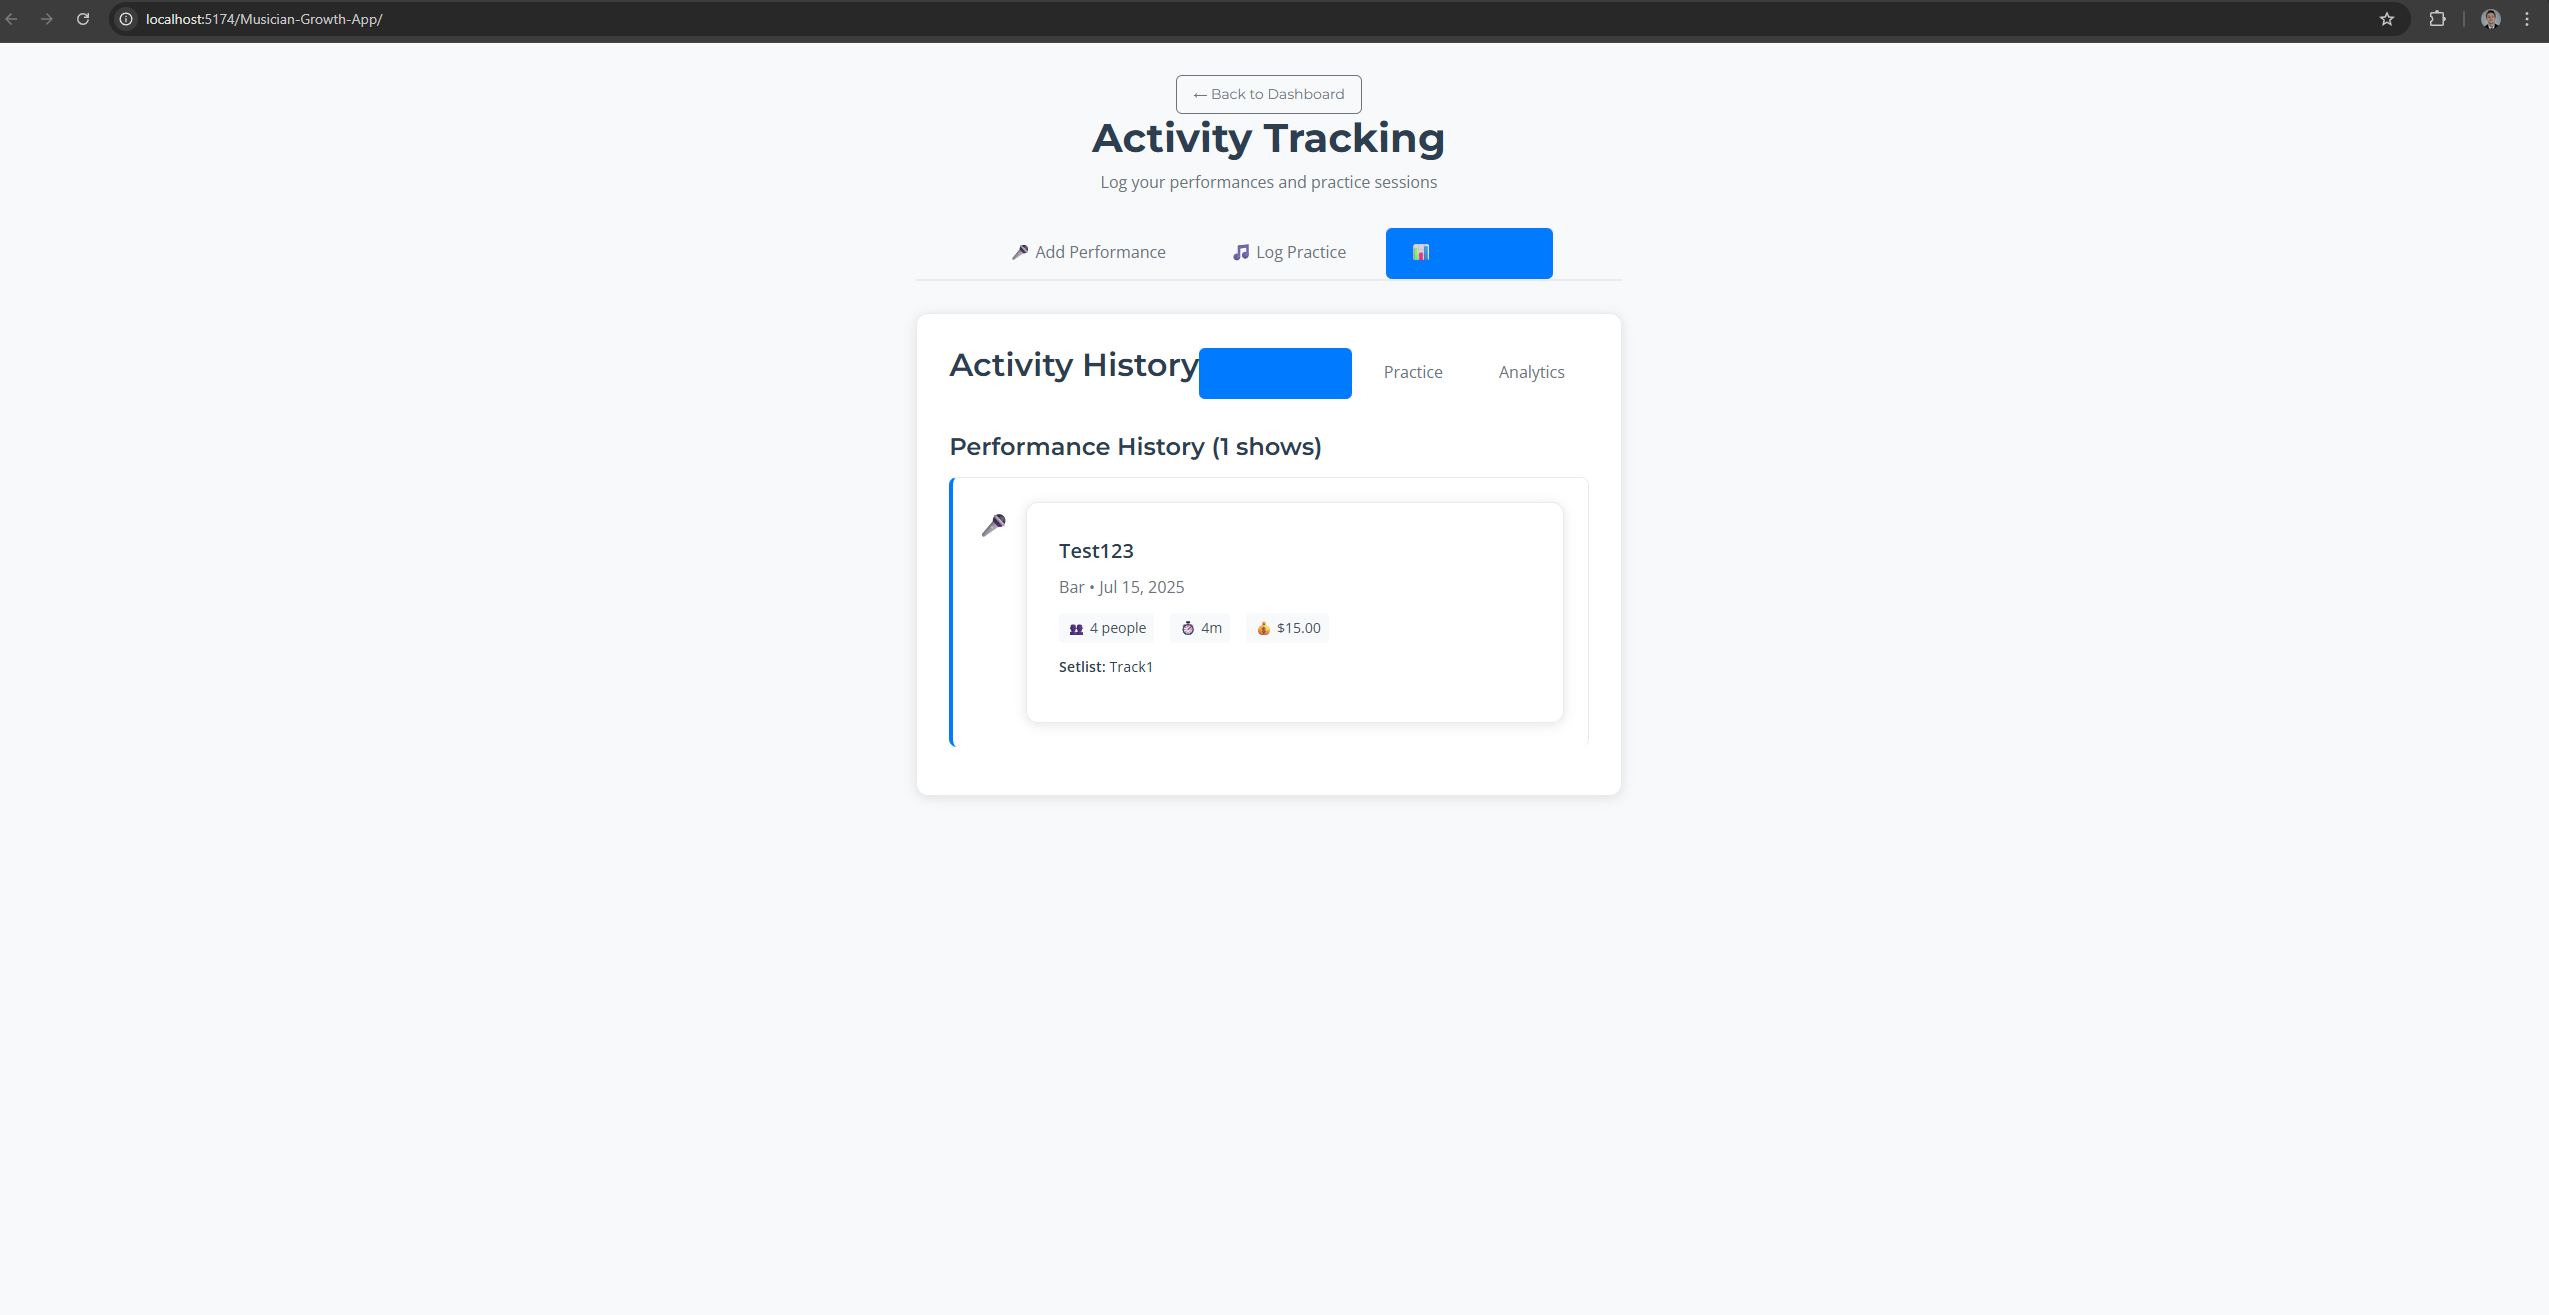 localhost:5174/Musician-Growth-App/
← Back to Dashboard
Activity Tracking
Log your performances and practice sessions
Add Performance Log Practice
Activity History Practice Analytics
Performance History (1 shows)
Test123
Bar • Jul 15, 2025
4 people 4m $15.00
Setlist: Track1